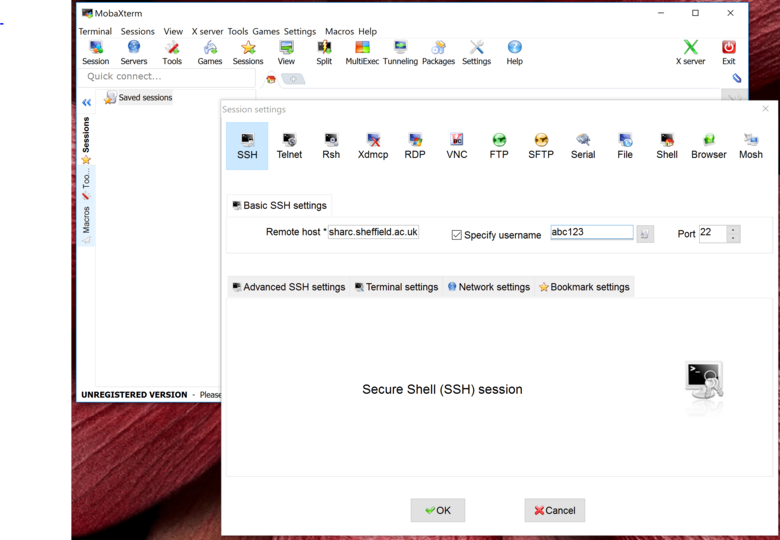 MobaXterm
Terminal Sessions View X server Tools Games Settings Macros Help
Session Servers Tools Games Sessions View Split MultiExec Tunneling Packages Settings Help X server Exit
Quick connect...
Saved sessions
Sessions
Too...
Macros
Session settings
SSH Telnet Rsh Xdmcp RDP VNC FTP SFTP Serial File Shell Browser Mosh
Basic SSH settings
Remote host * sharc.sheffield.ac.uk Specify username abc123 Port 22
Advanced SSH settings Terminal settings Network settings Bookmark settings
Secure Shell (SSH) session
UNREGISTERED VERSION - Please
OK Cancel